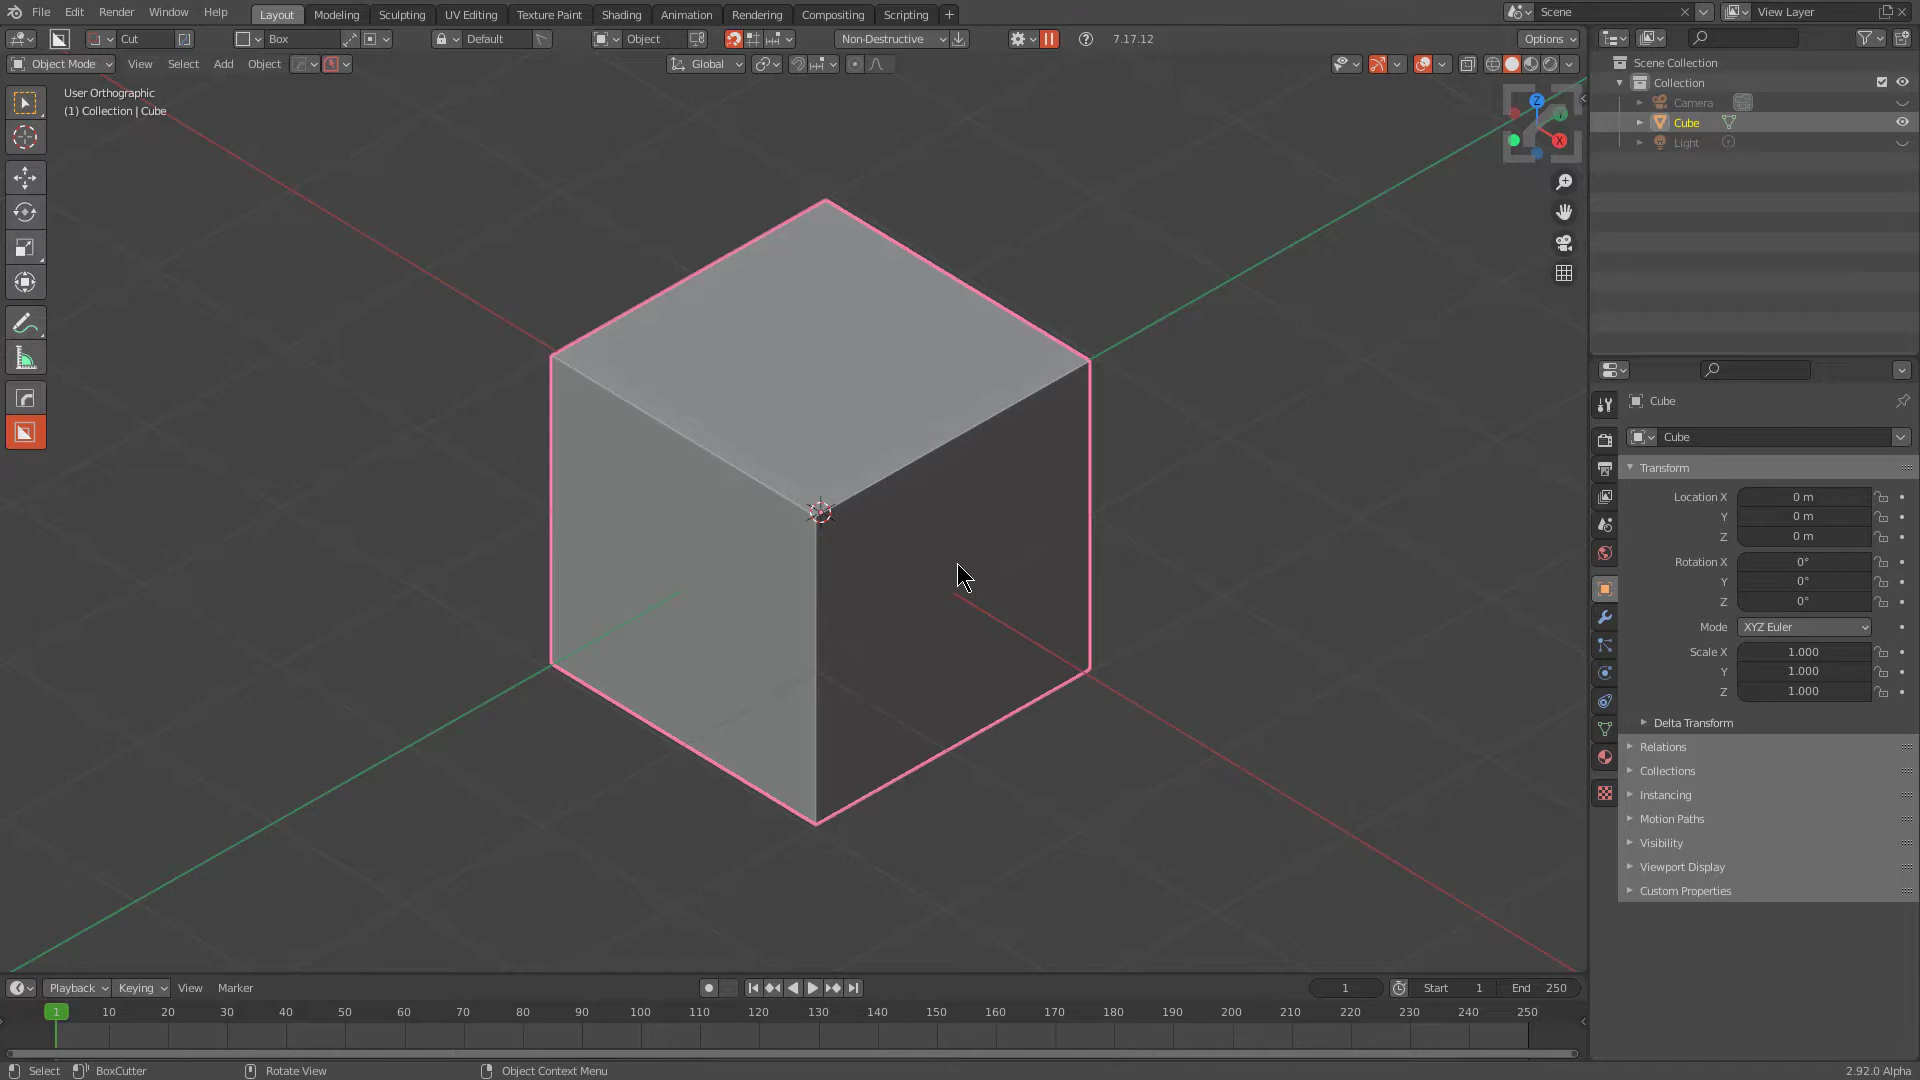 File Edit Render Window Help Layout Modeling Sculpting UV Editing Texture Paint Shading Animation Rendering Compositing Scripting + Scene View Layer
Cut Box Default Object Non-Destructive 7.17.12 Options
Object Mode View Select Add Object Global
User Orthographic
(1) Collection | Cube
Z
X
Scene Collection
Collection
Camera
Cube
Light
Cube
Cube
Transform
Location X 0 m
Y 0 m
Z 0 m
Rotation X 0°
Y 0°
Z 0°
Mode XYZ Euler
Scale X 1.000
Y 1.000
Z 1.000
Delta Transform
Relations
Collections
Instancing
Motion Paths
Visibility
Viewport Display
Custom Properties
Playback Keying View Marker 1 Start 1 End 250
1 10 20 30 40 50 60 70 80 90 100 110 120 130 140 150 160 170 180 190 200 210 220 230 240 250
Select BoxCutter Rotate View Object Context Menu 2.92.0 Alpha